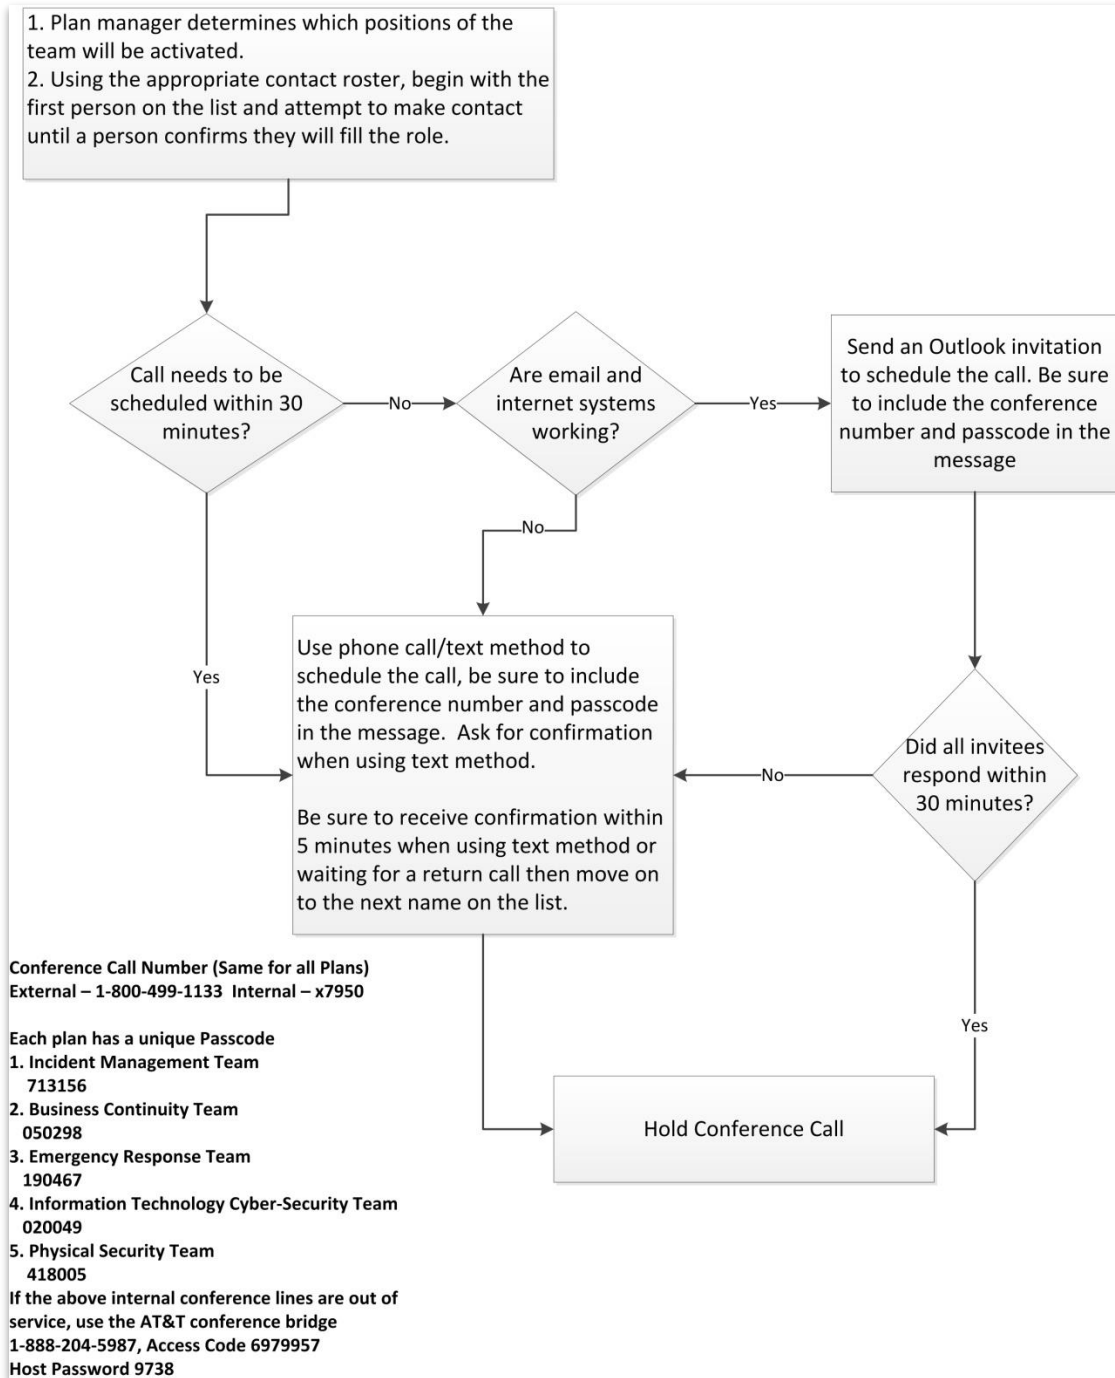 1. Plan manager determines which positions of the
team will be activated.
2. Using the appropriate contact roster, begin with the
first person on the list and attempt to make contact
until a person confirms they will fill the role.
Call needs to be
scheduled within 30
minutes?
No
Are email and
internet systems
working?
Yes
Send an Outlook invitation
to schedule the call. Be sure
to include the conference
number and passcode in the
message
No
Yes
Use phone call/text method to
schedule the call, be sure to include
the conference number and passcode
in the message.  Ask for confirmation
when using text method.
Be sure to receive confirmation within
5 minutes when using text method or
waiting for a return call then move on
to the next name on the list.
No
Did all invitees
respond within
30 minutes?
Yes
Hold Conference Call
Conference Call Number (Same for all Plans)
External – 1-800-499-1133  Internal – x7950
Each plan has a unique Passcode
1. Incident Management Team
713156
2. Business Continuity Team
050298
3. Emergency Response Team
190467
4. Information Technology Cyber-Security Team
020049
5. Physical Security Team
418005
If the above internal conference lines are out of
service, use the AT&T conference bridge
1-888-204-5987, Access Code 6979957
Host Password 9738